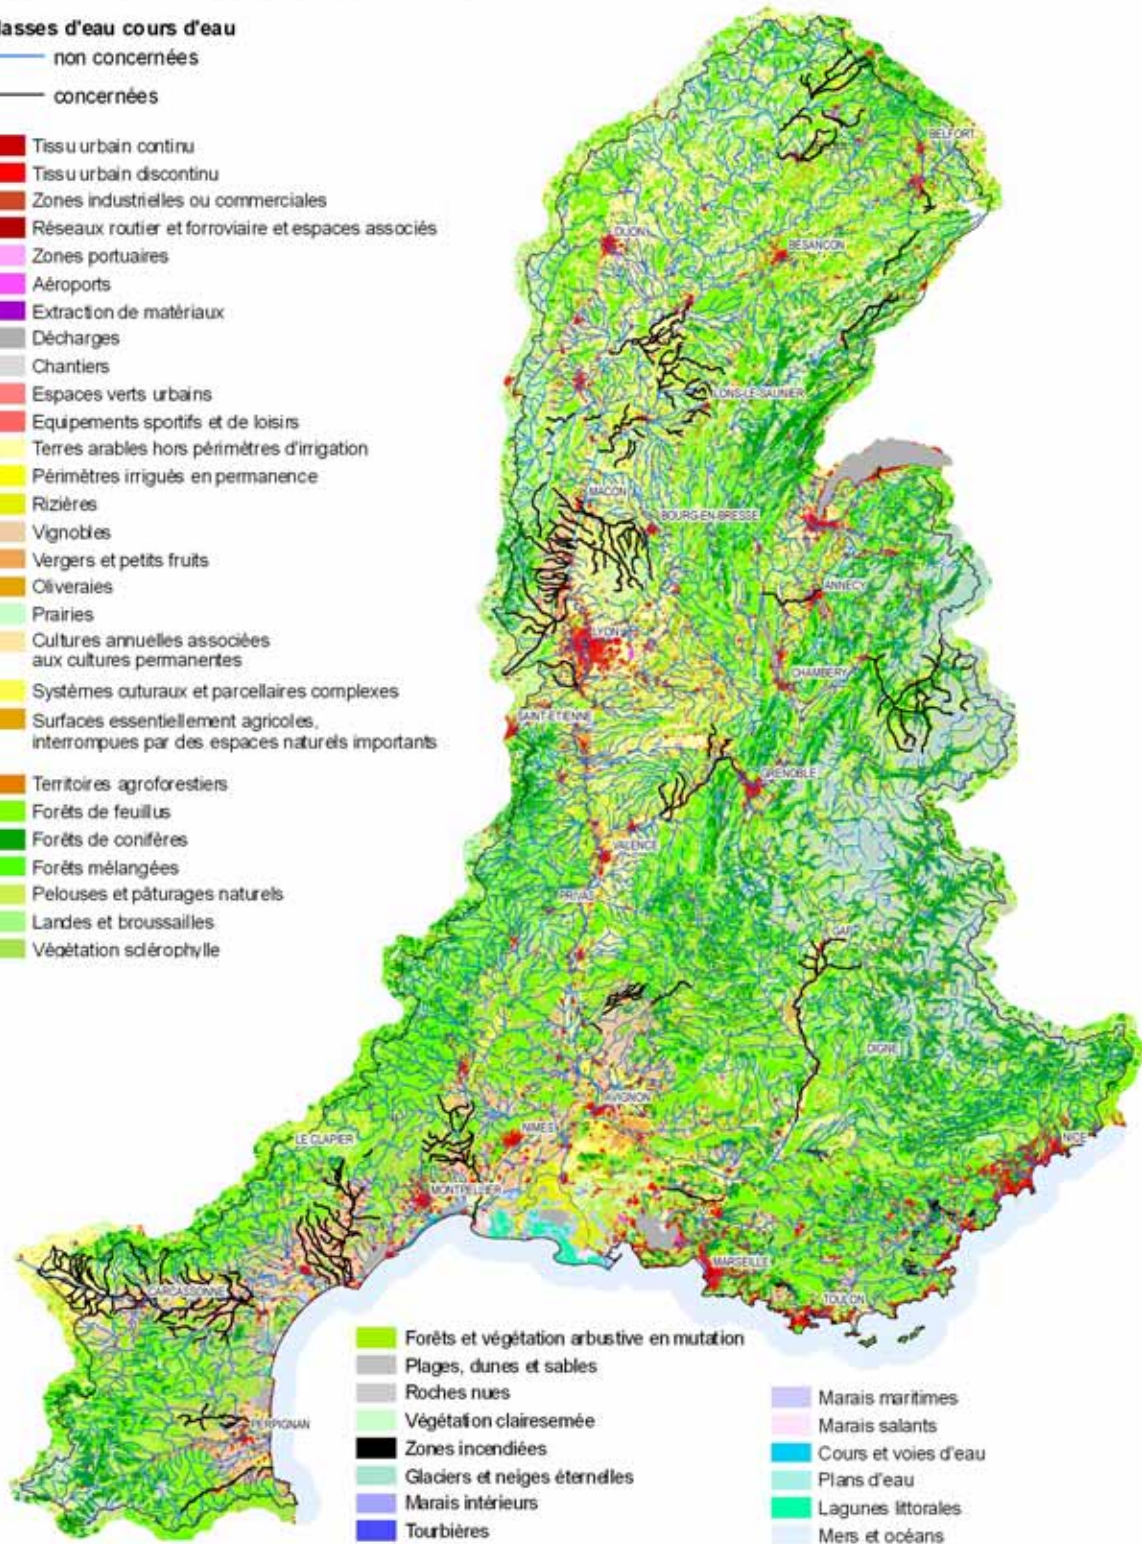 lasses d'eau cours d'eau
non concernées
concernées
Tissu urbain continu
Tissu urbain discontinu
Zones industrielles ou commerciales
Réseaux routier et forroviaire et espaces associés
Zones portuaires
Aéroports
Extraction de matériaux
Décharges
Chantiers
Espaces verts urbains
Equipements sportifs et de loisirs
Terres arables hors périmètres d'irrigation
Périmètres irrigués en permanence
Rizières
Vignobles
Vergers et petits fruits
Oliveraies
Prairies
Cultures annuelles associées
aux cultures permanentes
Systèmes cuturaux et parcellaires complexes
Surfaces essentiellement agricoles,
interrompues par des espaces naturels importants
Territoires agroforestiers
Forêts de feuillus
Forêts de conifères
Forêts mélangées
Pelouses et pâturages naturels
Landes et broussailles
Végétation sclérophylle
BELFORT
DIJON
BESANCON
LONS-LE-SAUNIER
MACON
BOURG-EN-BRESSE
ANNECY
LYON
CHAMBERY
SAINT-ETIENNE
GRENOBLE
VALENCE
PRIVAS
GAP
DIGNE
AVIGNON
NIMES
LE CLAPIER
NICE
MONTPELLIER
MARSEILLE
CARCASSONNE
TOULON
PERPIGNAN
Forêts et végétation arbustive en mutation
Plages, dunes et sables
Roches nues
Végétation clairesemée
Zones incendiées
Glaciers et neiges éternelles
Marais intérieurs
Tourbières
Marais maritimes
Marais salants
Cours et voies d'eau
Plans d'eau
Lagunes littorales
Mers et océans